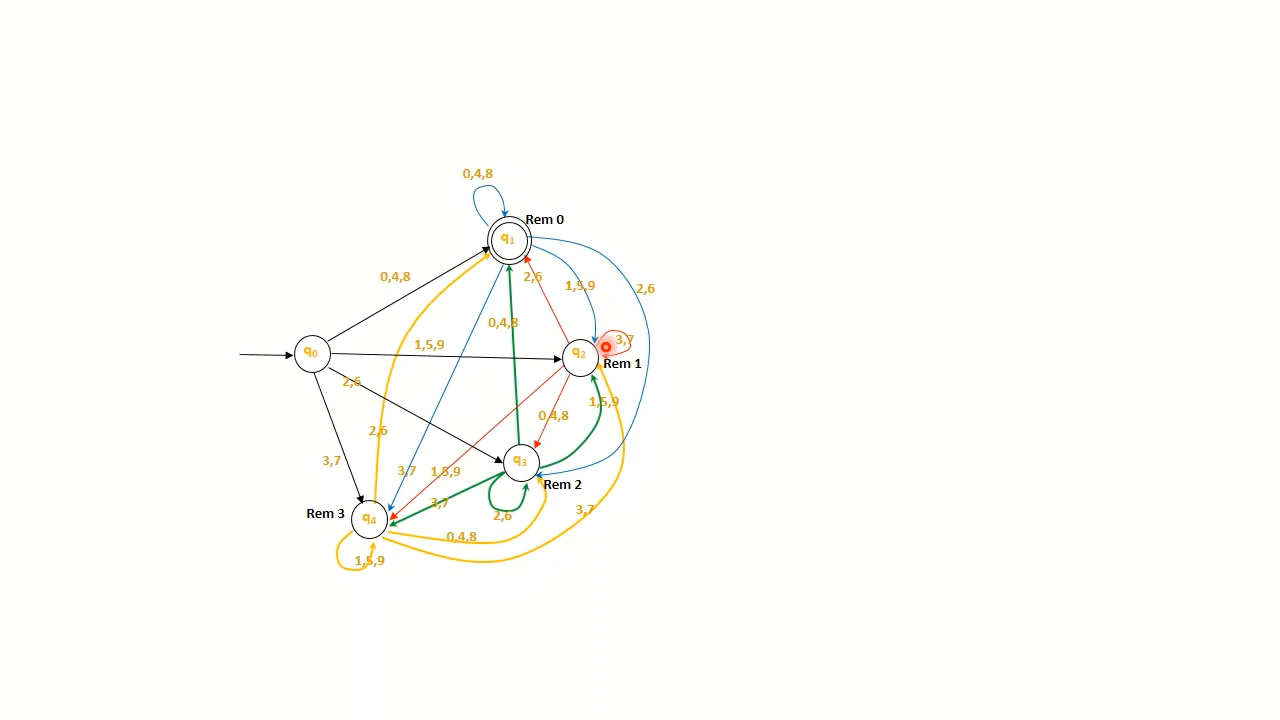 0,4,8
Rem 0
q1
0,4,8
2,6
1,5,9
2,6
0,4,8
3,7
q0
1,5,9
q2
Rem 1
2,6
1,5,9
0,4,8
2,6
3,7
3,7
1,5,9
q3
Rem 2
3,7
2,6
3,7
Rem 3
q4
0,4,8
1,5,9